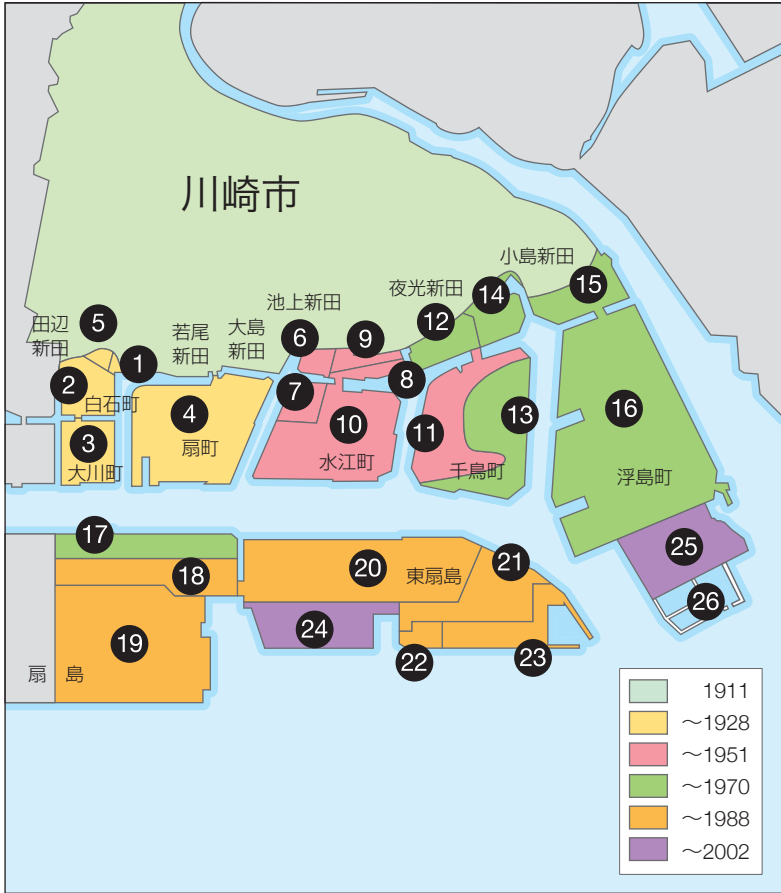 川崎市
小島新田
15
14
夜光新田
12
池上新田
6
9
大島
新田
若尾
新田
田辺
新田
5
1
2
白石町
3
大川町
4
扇町
7
8
10
水江町
11
13
千鳥町
16
浮島町
17
18
19
扇島
20
東扇島
21
22
23
24
25
26
1911
～1928
～1951
～1970
～1988
～2002